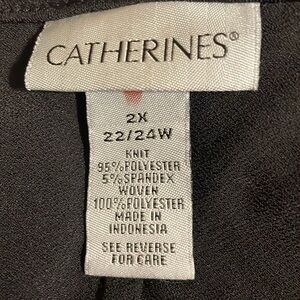 CATHERINES®
2X
22/24W
KNIT
95%POLYESTER
5%SPANDEX
WOVEN
100%POLYESTER
MADE IN
INDONESIA
SEE REVERSE
FOR CARE